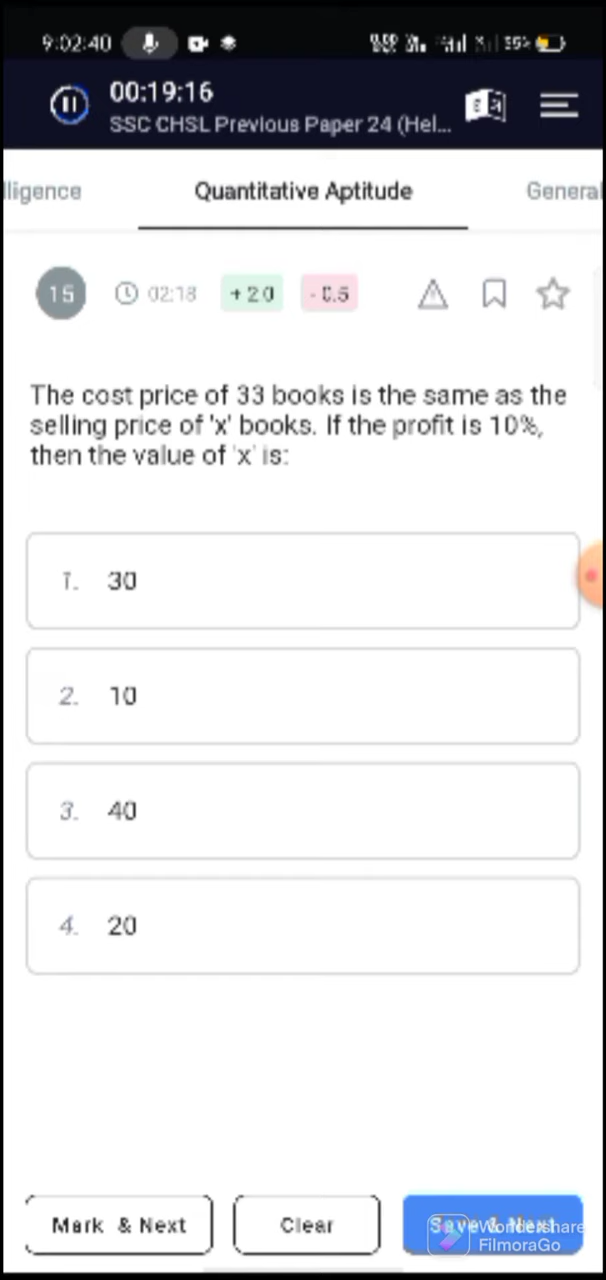 9:02:40
35%
00:19:16
SSC CHSL Previous Paper 24 (Hel...
lligence
Quantitative Aptitude
General
15
02:18
+ 2.0
- 0.5
The cost price of 33 books is the same as the
selling price of 'x' books. If the profit is 10%,
then the value of 'x' is:
1. 30
2. 10
3. 40
4. 20
Mark & Next
Clear
Save & Next
Wondershare
FilmoraGo